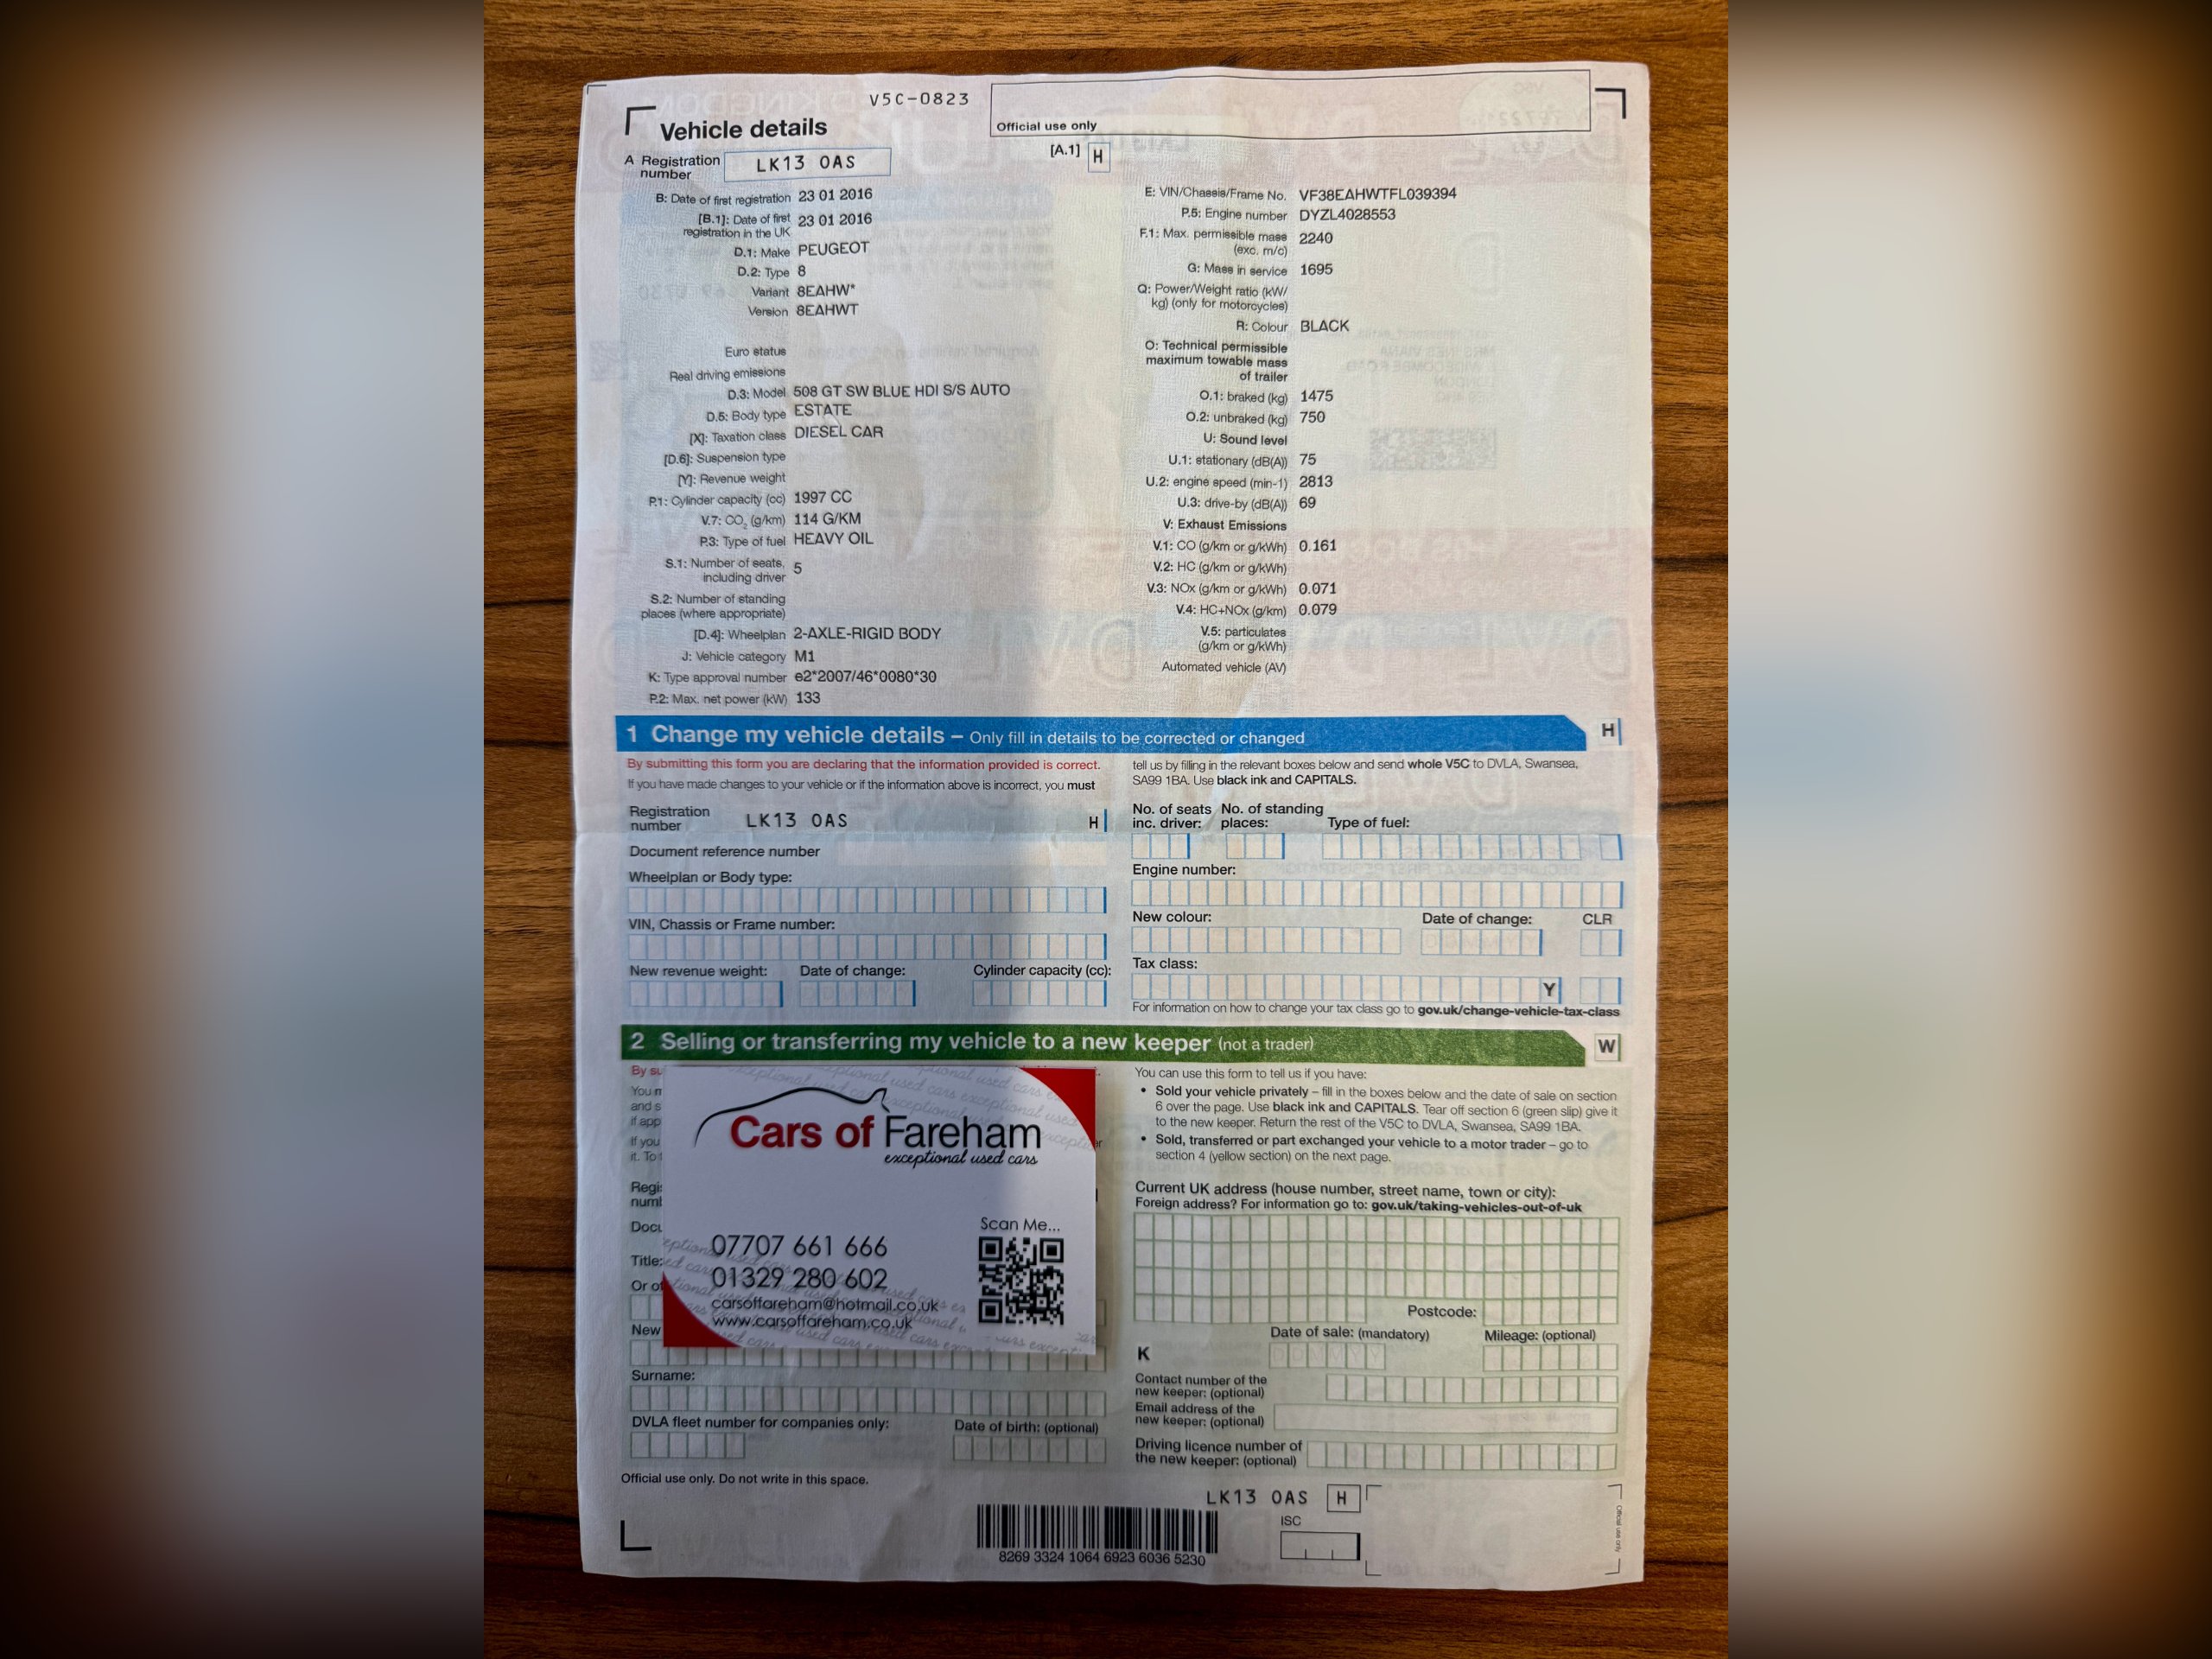 V5C-0823
Official use only
Vehicle details
A Registration number LK13 OAS
[A.1] H
B: Date of first registration 23 01 2016
[B.1]: Date of first registration in the UK 23 01 2016
D.1: Make PEUGEOT
D.2: Type 8
Variant 8EAHW*
Version 8EAHWT
Euro status
Real driving emissions
D.3: Model 508 GT SW BLUE HDI S/S AUTO
D.5: Body type ESTATE
[X]: Taxation class DIESEL CAR
[D.6]: Suspension type
[Y]: Revenue weight
P.1: Cylinder capacity (cc) 1997 CC
V.7: CO2 (g/km) 114 G/KM
P.3: Type of fuel HEAVY OIL
S.1: Number of seats, including driver 5
S.2: Number of standing places (where appropriate)
[D.4]: Wheelplan 2-AXLE-RIGID BODY
J: Vehicle category M1
K: Type approval number e2*2007/46*0080*30
P.2: Max. net power (kW) 133
E: VIN/Chassis/Frame No. VF38EAHWTFL039394
P.5: Engine number DYZL4028553
F.1: Max. permissible mass (exc. m/c) 2240
G: Mass in service 1695
Q: Power/Weight ratio (kW/kg) (only for motorcycles)
R: Colour BLACK
O: Technical permissible maximum towable mass of trailer
O.1: braked (kg) 1475
O.2: unbraked (kg) 750
U: Sound level
U.1: stationary (dB(A)) 75
U.2: engine speed (min-1) 2813
U.3: drive-by (dB(A)) 69
V: Exhaust Emissions
V.1: CO (g/km or g/kWh) 0.161
V.2: HC (g/km or g/kWh)
V.3: NOx (g/km or g/kWh) 0.071
V.4: HC+NOx (g/km) 0.079
V.5: particulates (g/km or g/kWh)
Automated vehicle (AV)
1 Change my vehicle details – Only fill in details to be corrected or changed H
By submitting this form you are declaring that the information provided is correct.
If you have made changes to your vehicle or if the information above is incorrect, you must
tell us by filling in the relevant boxes below and send whole V5C to DVLA, Swansea,
SA99 1BA. Use black ink and CAPITALS.
Registration number LK13 OAS H
Document reference number
Wheelplan or Body type:
VIN, Chassis or Frame number:
New revenue weight: Date of change: Cylinder capacity (cc):
No. of seats inc. driver: No. of standing places: Type of fuel:
Engine number:
New colour: Date of change: CLR
Tax class:
Y
For information on how to change your tax class go to gov.uk/change-vehicle-tax-class
2 Selling or transferring my vehicle to a new keeper (not a trader) W
Cars of Fareham
exceptional used cars
Scan Me...
07707 661 666
01329 280 602
carsoffareham@hotmail.co.uk
www.carsoffareham.co.uk
Title:
New
Surname:
DVLA fleet number for companies only: Date of birth: (optional)
You can use this form to tell us if you have:
• Sold your vehicle privately – fill in the boxes below and the date of sale on section
6 over the page. Use black ink and CAPITALS. Tear off section 6 (green slip) give it
to the new keeper. Return the rest of the V5C to DVLA, Swansea, SA99 1BA.
• Sold, transferred or part exchanged your vehicle to a motor trader – go to
section 4 (yellow section) on the next page.
Current UK address (house number, street name, town or city):
Foreign address? For information go to: gov.uk/taking-vehicles-out-of-uk
Postcode:
Date of sale: (mandatory) Mileage: (optional)
K
Contact number of the new keeper: (optional)
Email address of the new keeper: (optional)
Driving licence number of the new keeper: (optional)
Official use only. Do not write in this space.
LK13 OAS H
ISC
8269 3324 1064 6923 6036 5230
Official use only